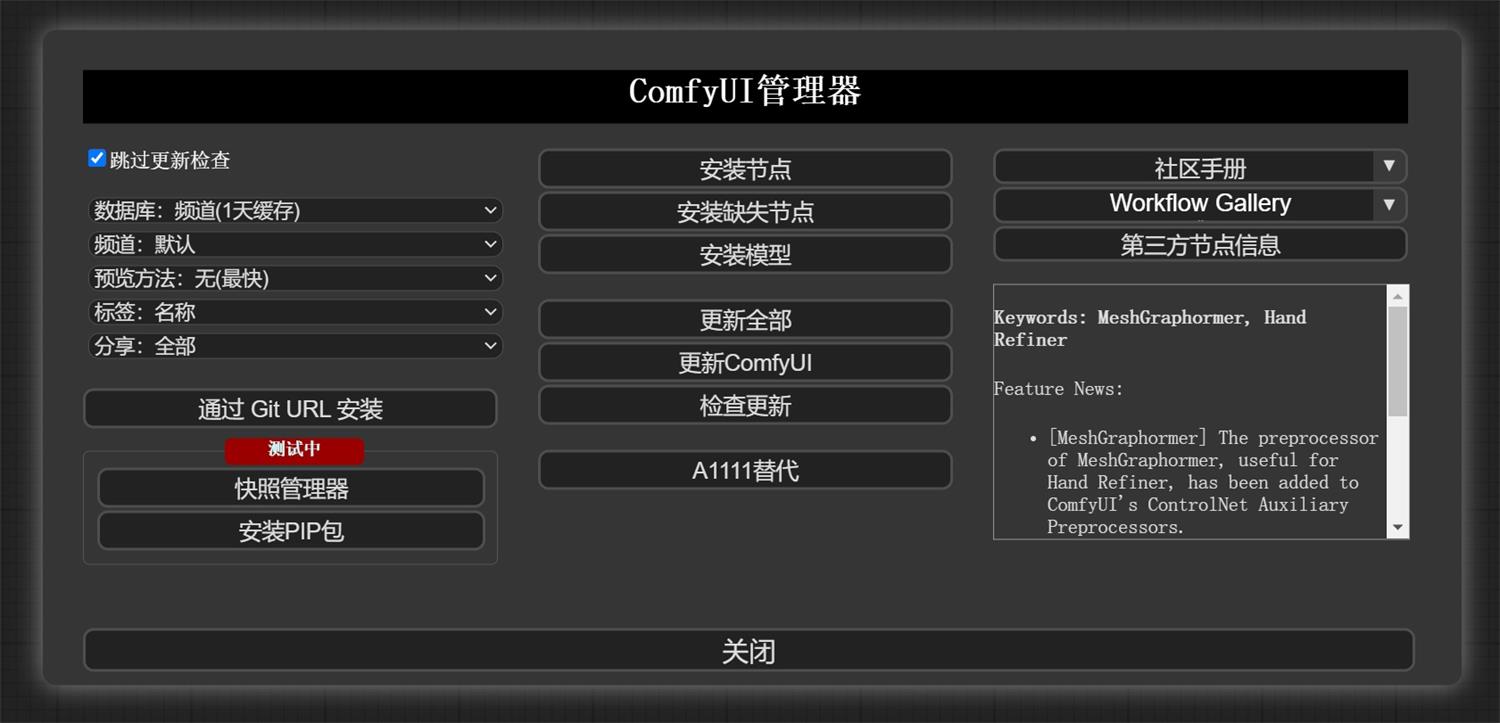 ComfyUI管理器
跳过更新检查
数据库：频道(1天缓存)
频道：默认
预览方法：无(最快)
标签：名称
分享：全部
通过 Git URL 安装
测试中
快照管理器
安装PIP包
安装节点
安装缺失节点
安装模型
更新全部
更新ComfyUI
检查更新
A1111替代
社区手册
Workflow Gallery
第三方节点信息
Keywords: MeshGraphormer, Hand
Refiner
Feature News:
• [MeshGraphormer] The preprocessor
of MeshGraphormer, useful for
Hand Refiner, has been added to
ComfyUI's ControlNet Auxiliary
Preprocessors.
关闭